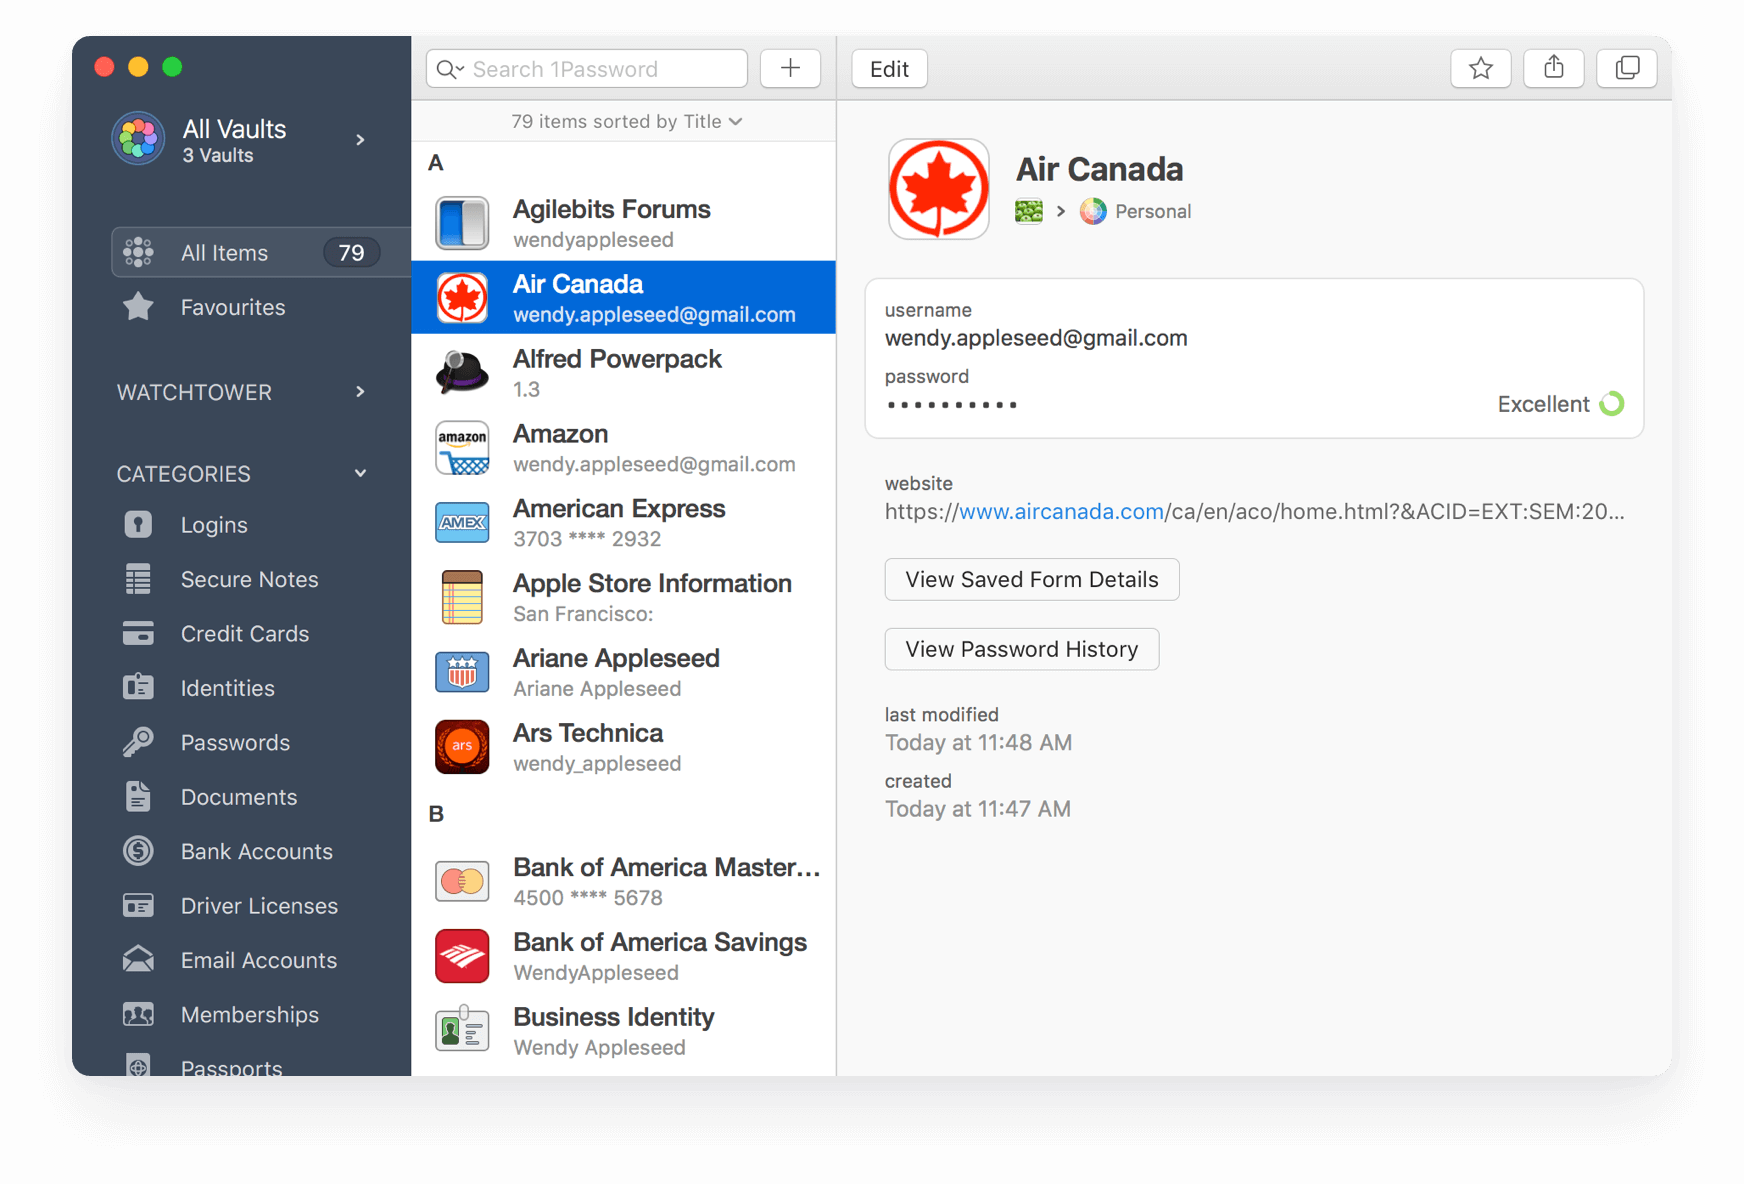 All Vaults
3 Vaults
All Items 79
Favourites
WATCHTOWER
CATEGORIES
Logins
Secure Notes
Credit Cards
Identities
Passwords
Documents
Bank Accounts
Driver Licenses
Email Accounts
Memberships
Passports
Search 1Password
79 items sorted by Title
A
Agilebits Forums
wendyappleseed
Air Canada
wendy.appleseed@gmail.com
Alfred Powerpack
1.3
amazon
Amazon
wendy.appleseed@gmail.com
AMEX
American Express
3703 **** 2932
Apple Store Information
San Francisco:
Ariane Appleseed
Ariane Appleseed
ars
Ars Technica
wendy_appleseed
B
Bank of America Master...
4500 **** 5678
Bank of America Savings
WendyAppleseed
Business Identity
Wendy Appleseed
Edit
Air Canada
Personal
username
wendy.appleseed@gmail.com
password
••••••••••
Excellent
website
https://www.aircanada.com/ca/en/aco/home.html?&ACID=EXT:SEM:20...
View Saved Form Details
View Password History
last modified
Today at 11:48 AM
created
Today at 11:47 AM